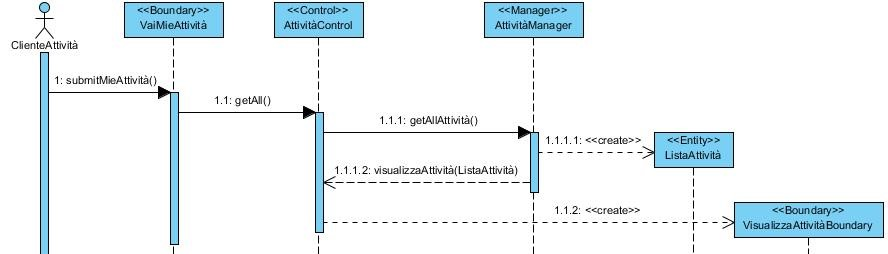 <<Boundary>>
VaiMieAttività
<<Control>>
AttivitàControl
<<Manager>>
AttivitàManager
ClienteAttività
1: submitMieAttività()
1.1: getAll()
1.1.1: getAllAttività()
1.1.1.1: <<create>>
<<Entity>>
ListaAttività
1.1.1.2: visualizzaAttività(ListaAttività)
1.1.2: <<create>>
<<Boundary>>
VisualizzaAttivitàBoundary